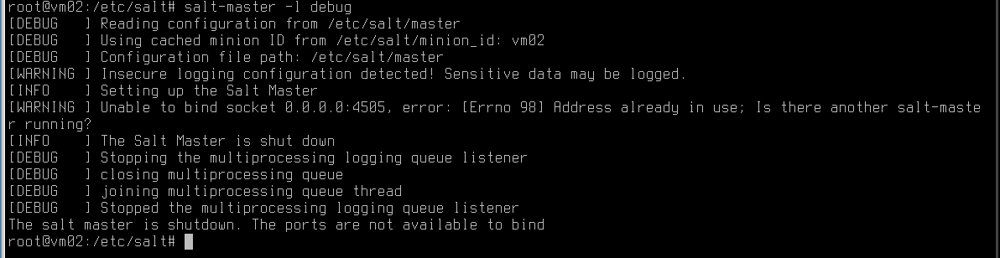 root@vm02:/etc/salt# salt-master -l debug
[DEBUG   ] Reading configuration from /etc/salt/master
[DEBUG   ] Using cached minion ID from /etc/salt/minion_id: vm02
[DEBUG   ] Configuration file path: /etc/salt/master
[WARNING ] Insecure logging configuration detected! Sensitive data may be logged.
[INFO    ] Setting up the Salt Master
[WARNING ] Unable to bind socket 0.0.0.0:4505, error: [Errno 98] Address already in use; Is there another salt-maste
r running?
[INFO    ] The Salt Master is shut down
[DEBUG   ] Stopping the multiprocessing logging queue listener
[DEBUG   ] closing multiprocessing queue
[DEBUG   ] joining multiprocessing queue thread
[DEBUG   ] Stopped the multiprocessing logging queue listener
The salt master is shutdown. The ports are not available to bind
root@vm02:/etc/salt#